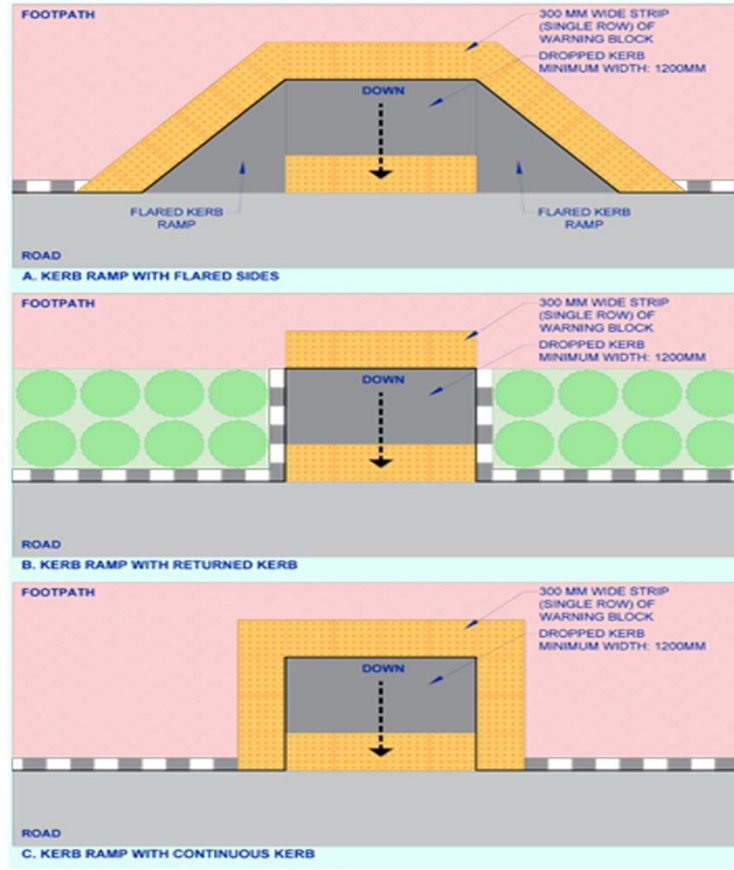 FOOTPATH
300 MM WIDE STRIP
(SINGLE ROW) OF
WARNING BLOCK
DROPPED KERB
MINIMUM WIDTH: 1200MM
DOWN
FLARED KERB
RAMP
FLARED KERB
RAMP
ROAD
A. KERB RAMP WITH FLARED SIDES
FOOTPATH
300 MM WIDE STRIP
(SINGLE ROW) OF
WARNING BLOCK
DROPPED KERB
MINIMUM WIDTH: 1200MM
DOWN
ROAD
B. KERB RAMP WITH RETURNED KERB
FOOTPATH
300 MM WIDE STRIP
(SINGLE ROW) OF
WARNING BLOCK
DROPPED KERB
MINIMUM WIDTH: 1200MM
DOWN
ROAD
C. KERB RAMP WITH CONTINUOUS KERB